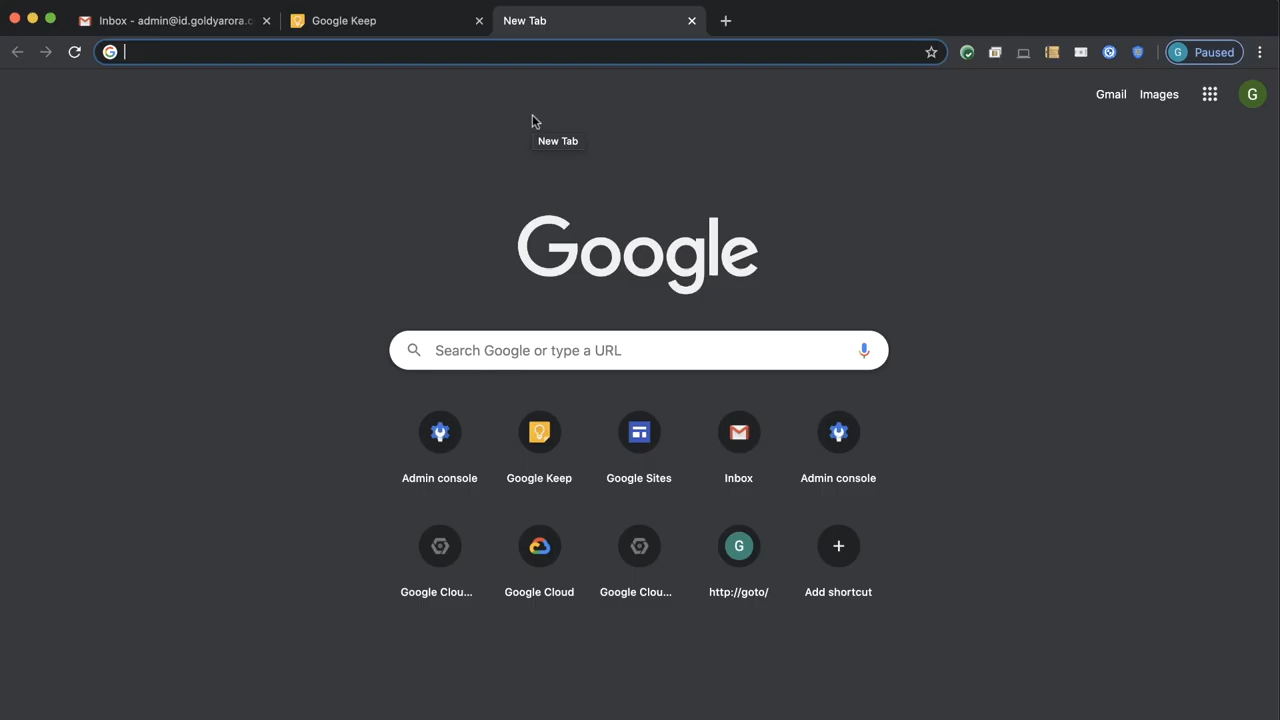 Inbox - admin@id.goldyarora.c
Google Keep
New Tab
G Paused
Gmail Images G
New Tab
Google
Search Google or type a URL
Admin console Google Keep Google Sites Inbox Admin console
G
Google Clou... Google Cloud Google Clou... http://goto/ Add shortcut